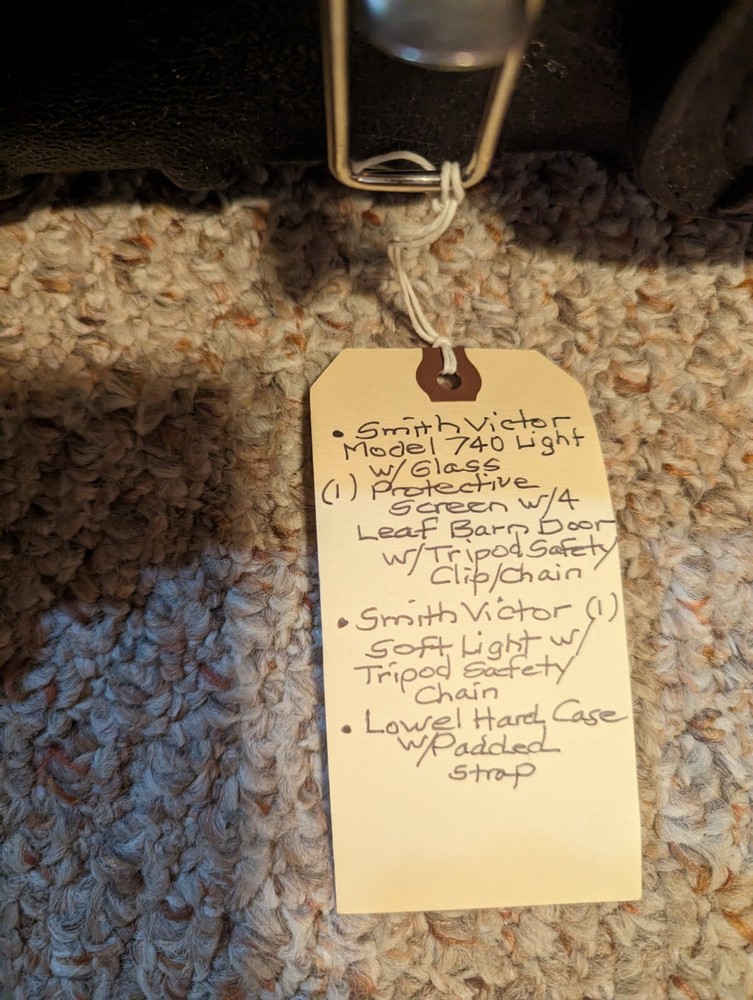 • Smith Victor
Model 740 Light
w/Glass
(1) Protective
Screen w/4
Leaf Barn Door
w/Tripod Safety
Clip/Chain
• Smith Victor (1)
Soft Light w/
Tripod Safety
Chain
• Lowel Hard Case
w/Padded
Strap